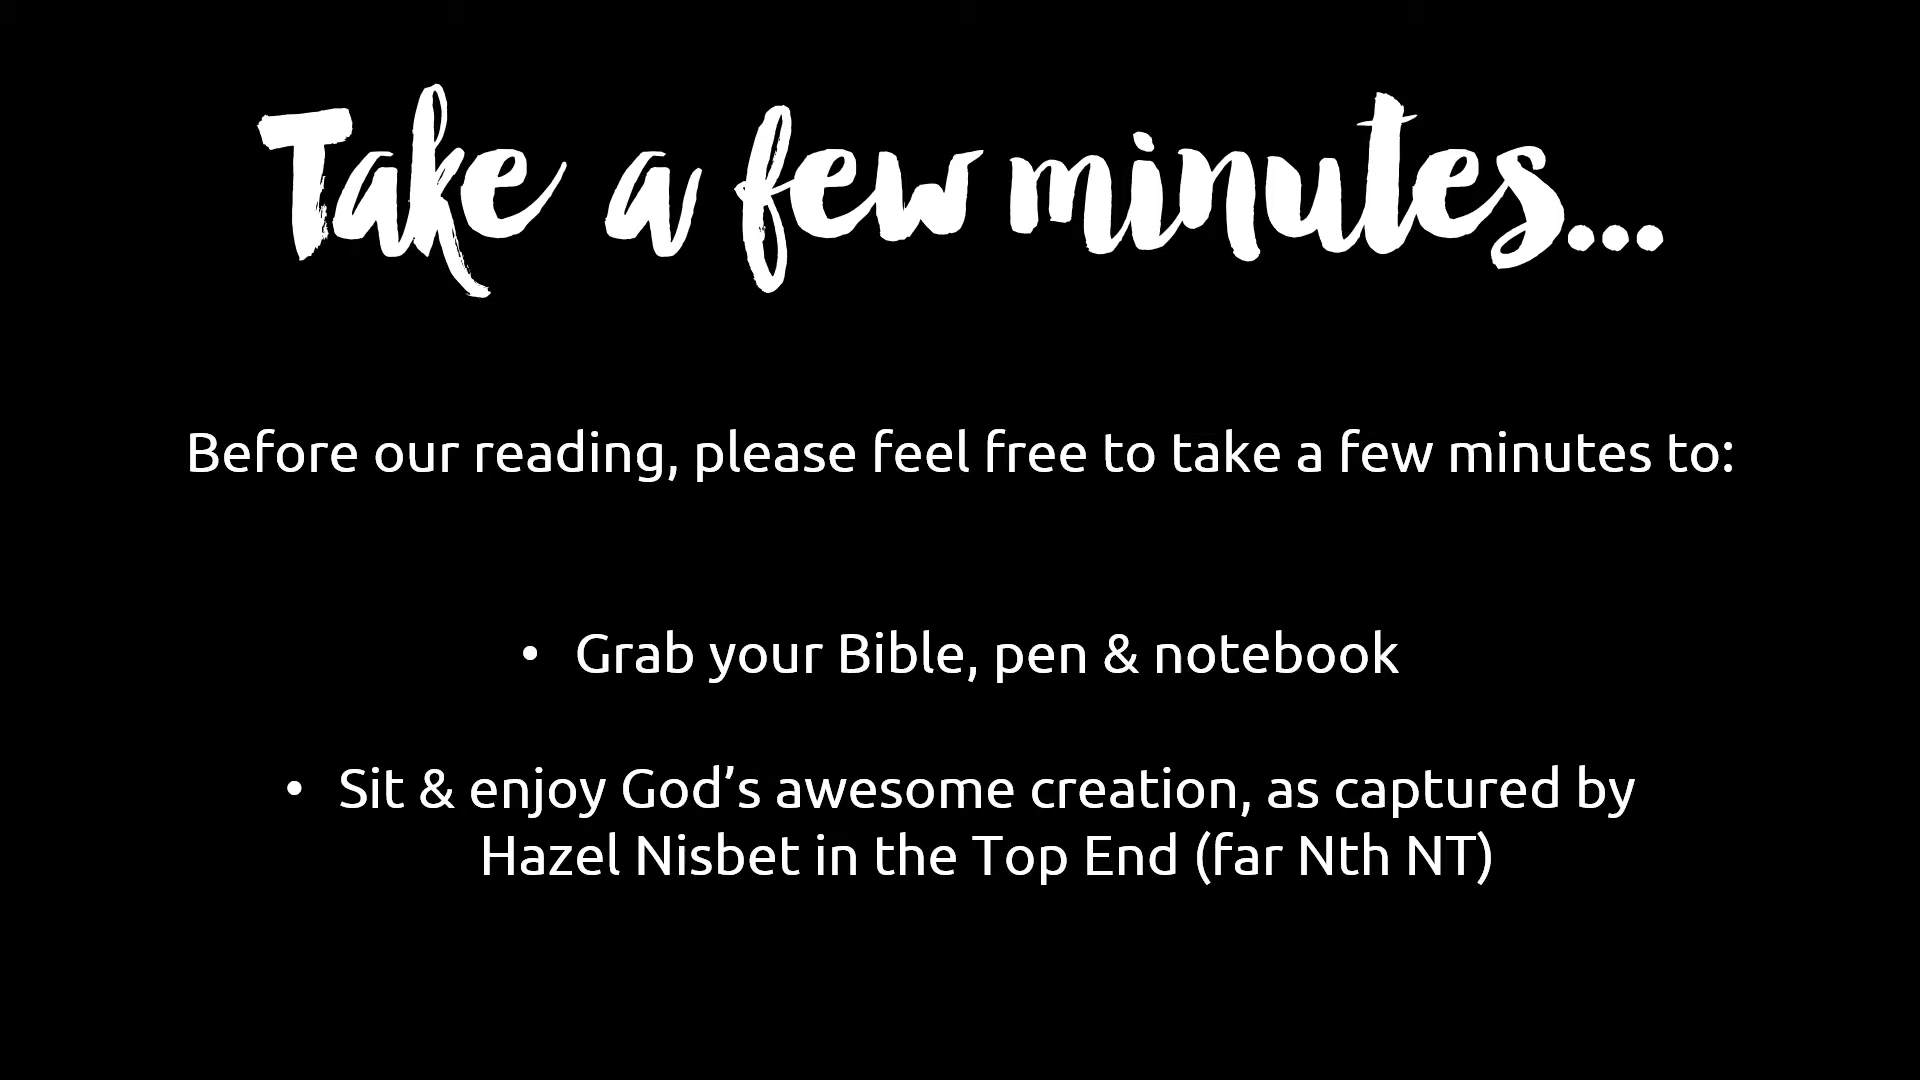 Take a few minutes...
Before our reading, please feel free to take a few minutes to:
• Grab your Bible, pen & notebook
• Sit & enjoy God’s awesome creation, as captured by
Hazel Nisbet in the Top End (far Nth NT)